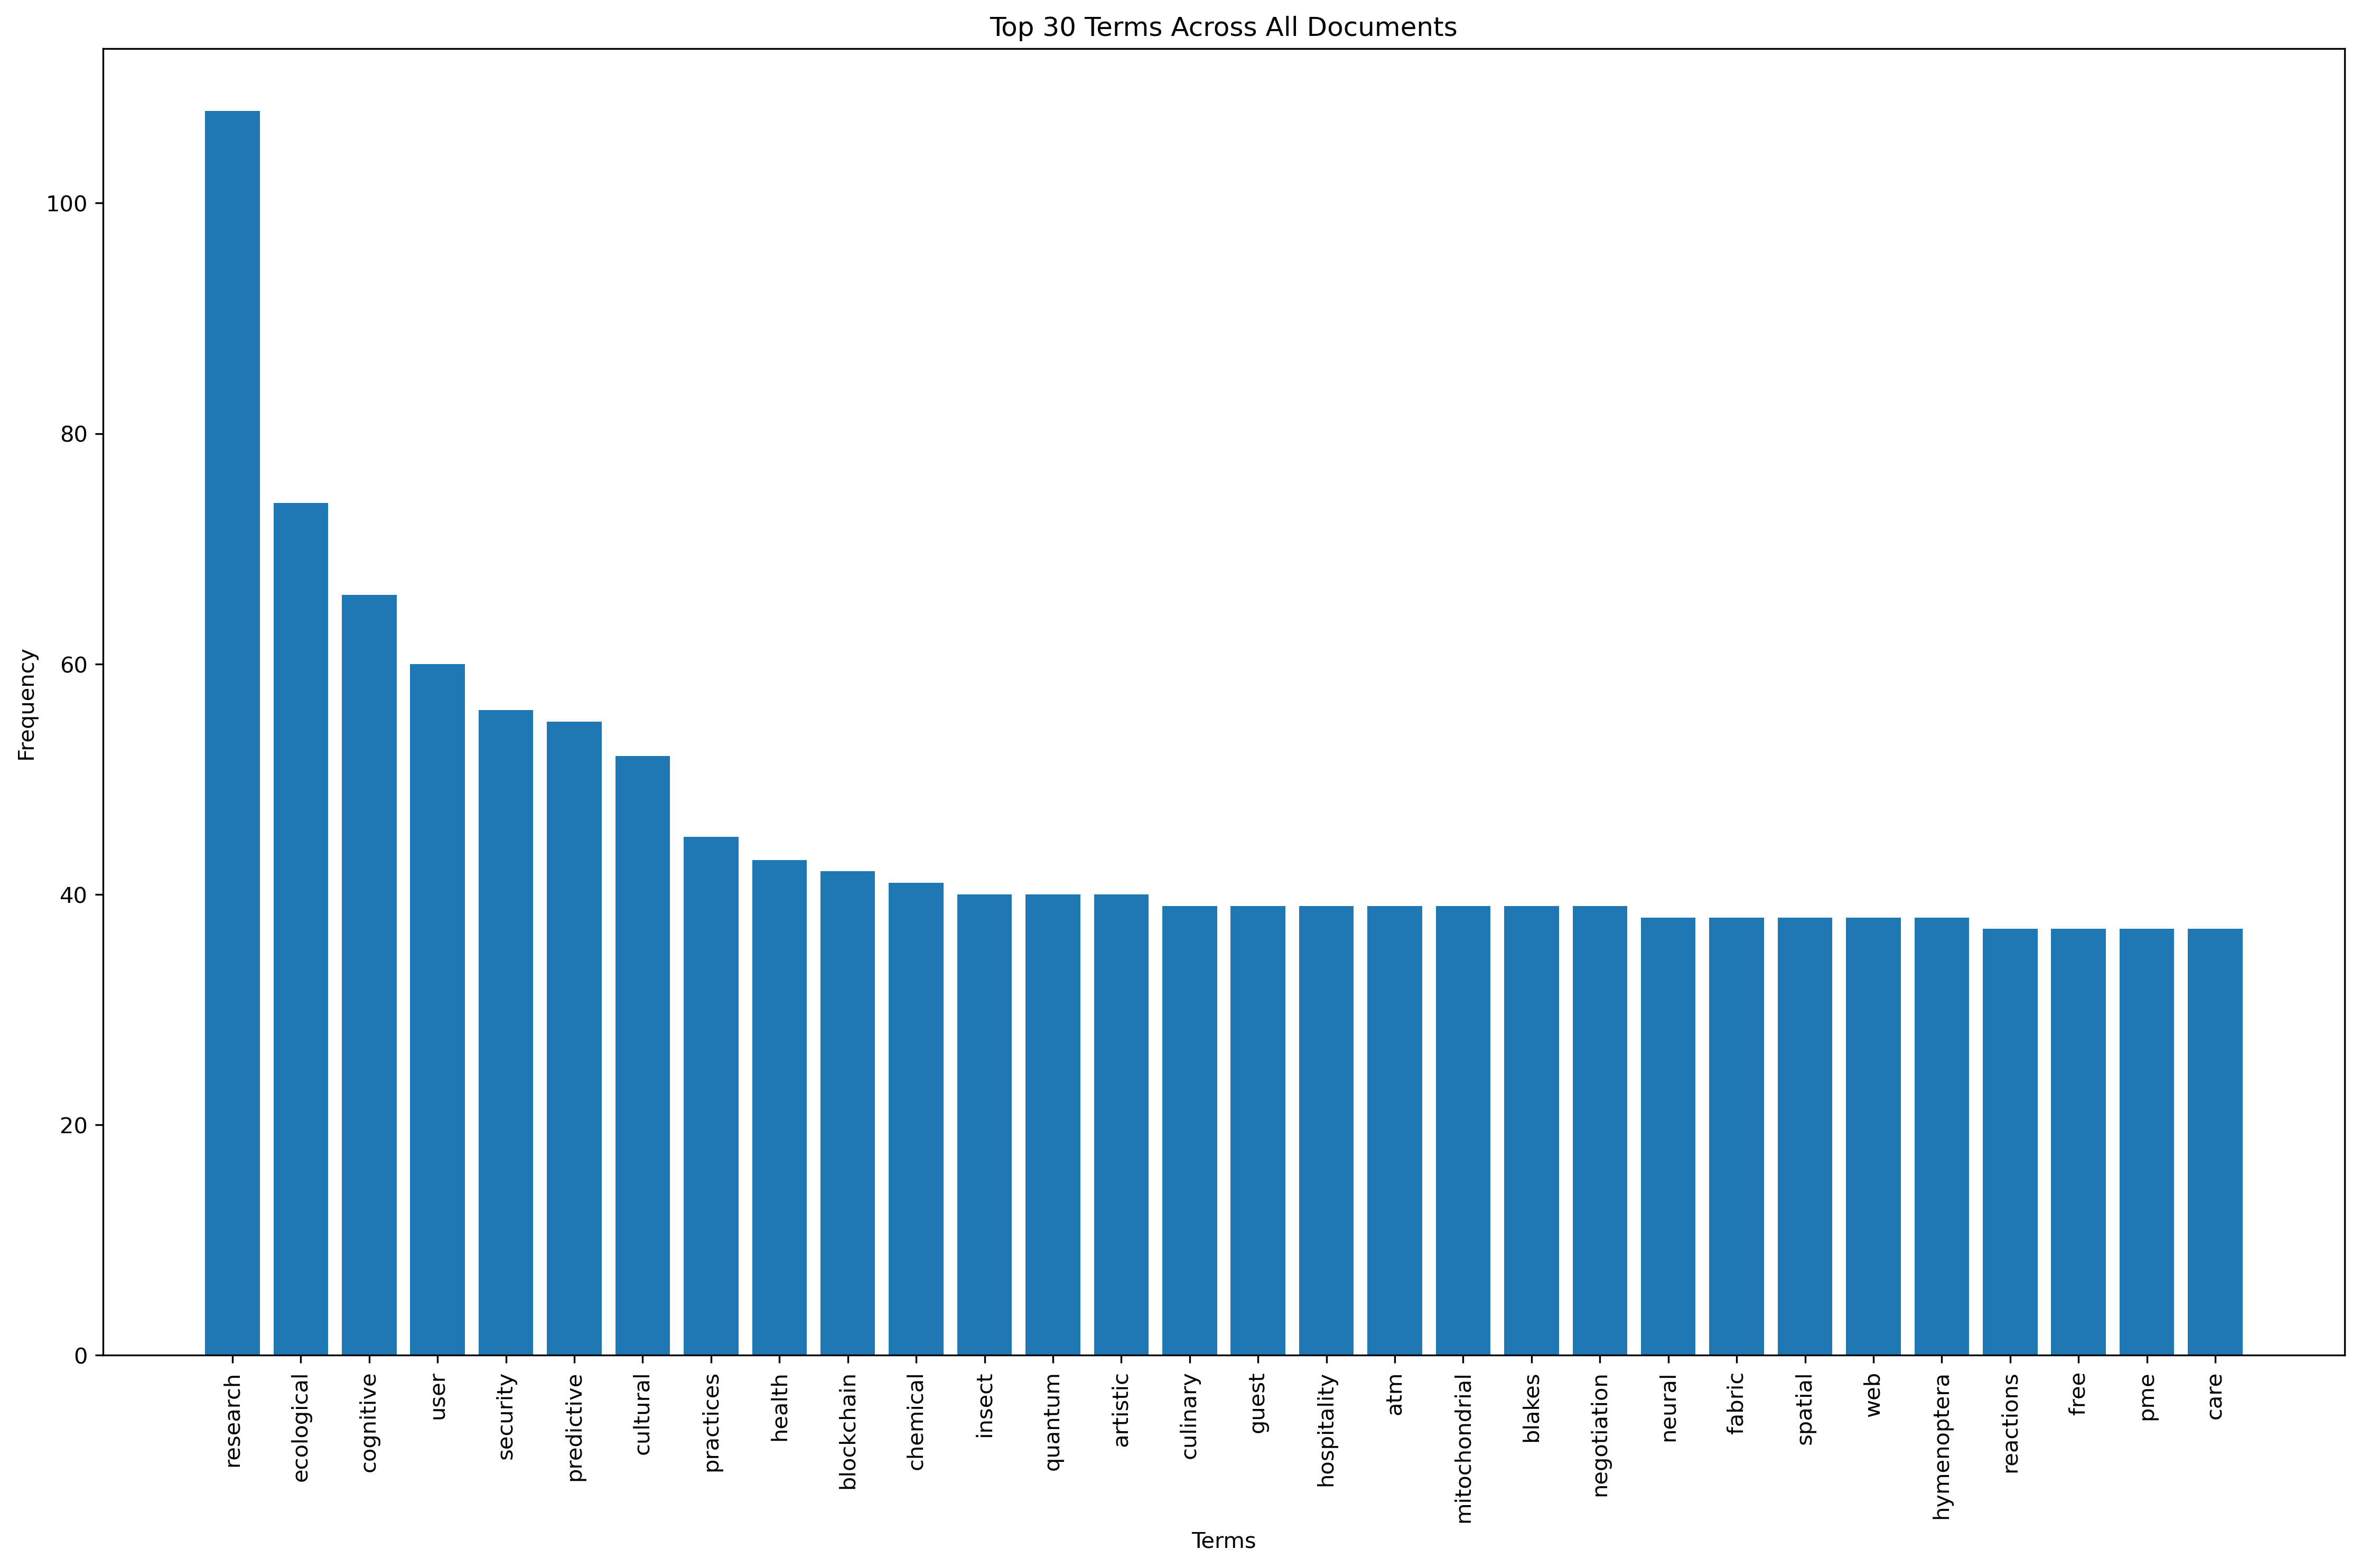 Top 30 Terms Across All Documents
Frequency
100
80
60
40
20
0
research
ecological
cognitive
user
security
predictive
cultural
practices
health
blockchain
chemical
insect
quantum
artistic
culinary
guest
hospitality
atm
mitochondrial
blakes
negotiation
neural
fabric
spatial
web
hymenoptera
reactions
free
pme
care
Terms